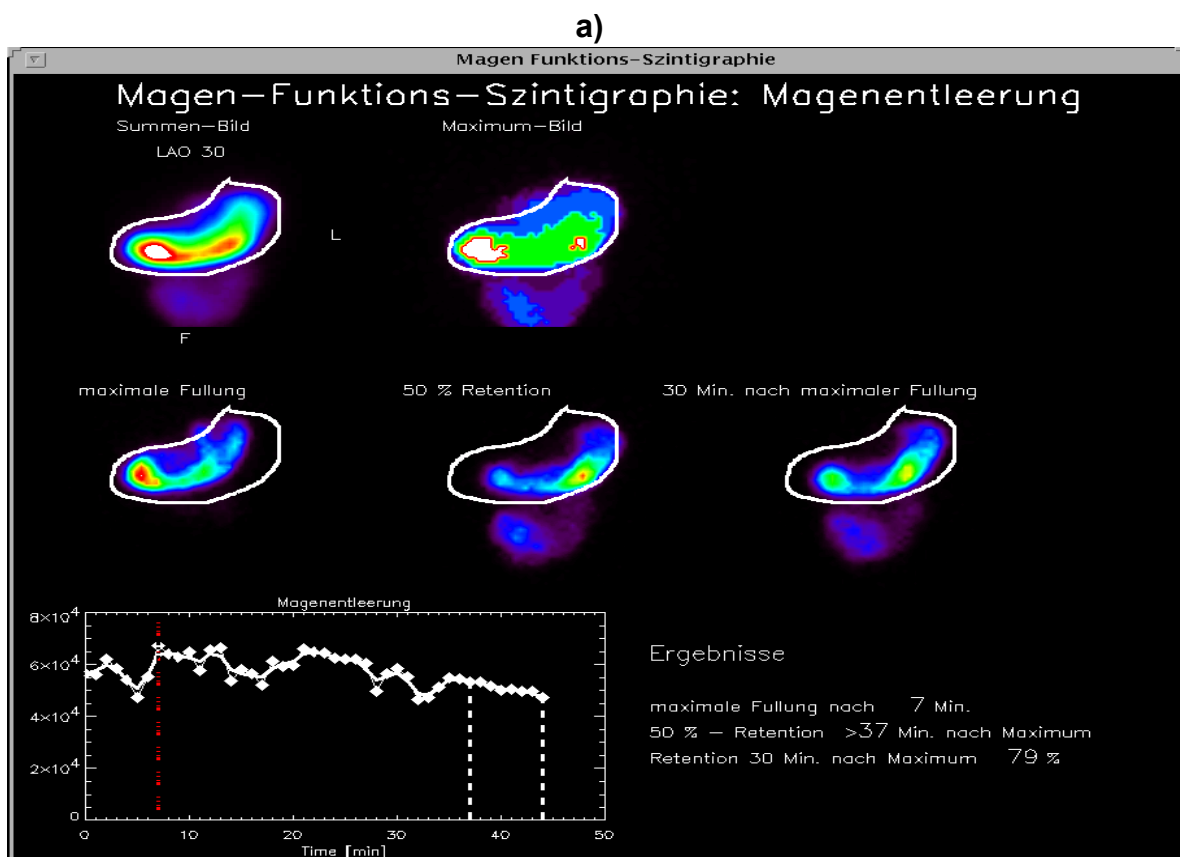 a)
Magen Funktions-Szintigraphie
Magen-Funktions-Szintigraphie: Magenentleerung
Summen-Bild Maximum-Bild
LAO 30
L
F
maximale Fullung 50 % Retention 30 Min. nach maximaler Fullung
Magenentleerung
8×10⁴
6×10⁴
4×10⁴
2×10⁴
0
0 10 20 30 40 50
Time [min]
Ergebnisse
maximale Fullung nach 7 Min.
50 % - Retention >37 Min. nach Maximum
Retention 30 Min. nach Maximum 79 %